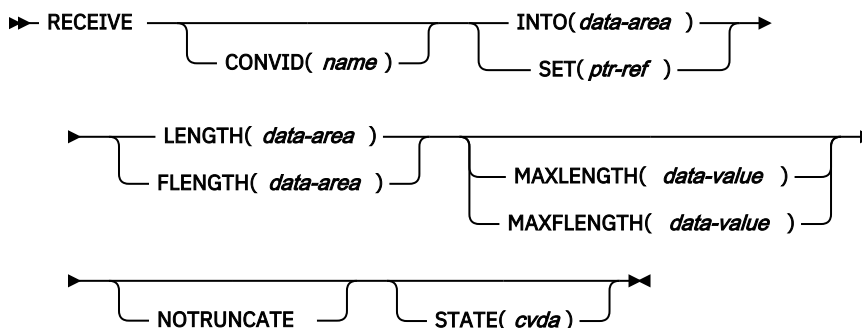 RECEIVE INTO( data-area )
CONVID( name ) SET( ptr-ref )
LENGTH( data-area )
FLENGTH( data-area ) MAXLENGTH( data-value )
MAXFLENGTH( data-value )
NOTRUNCATE STATE( cvda )